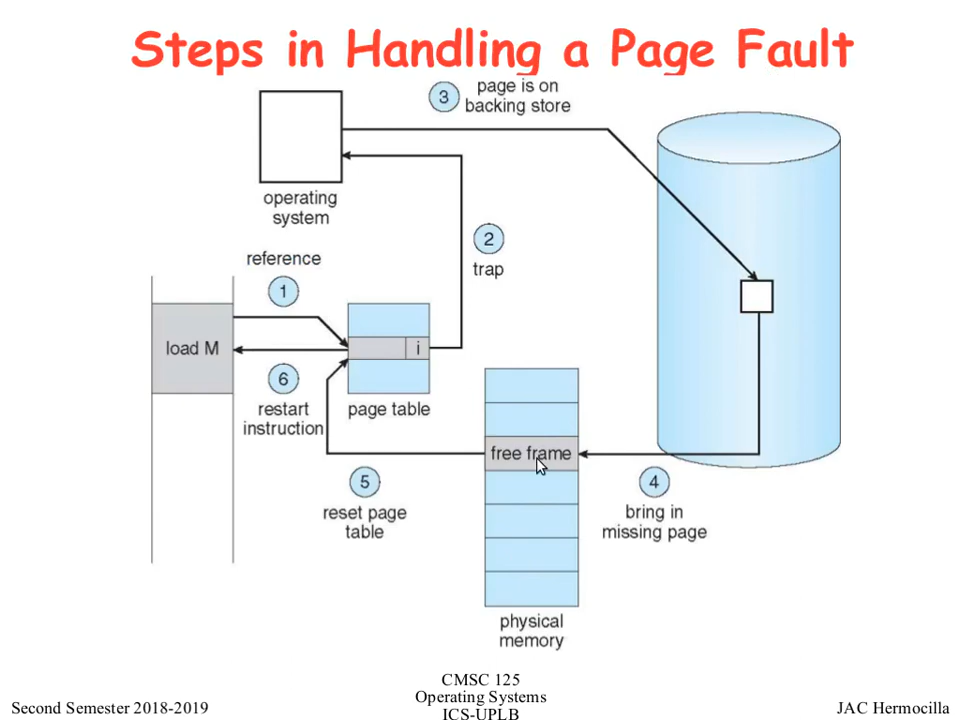 Steps in Handling a Page Fault
3
page is on
backing store
operating
system
2
trap
reference
1
load M
i
6
restart
instruction
page table
free frame
5
reset page
table
4
bring in
missing page
physical
memory
Second Semester 2018-2019
CMSC 125
Operating Systems
ICS-UPLB
JAC Hermocilla